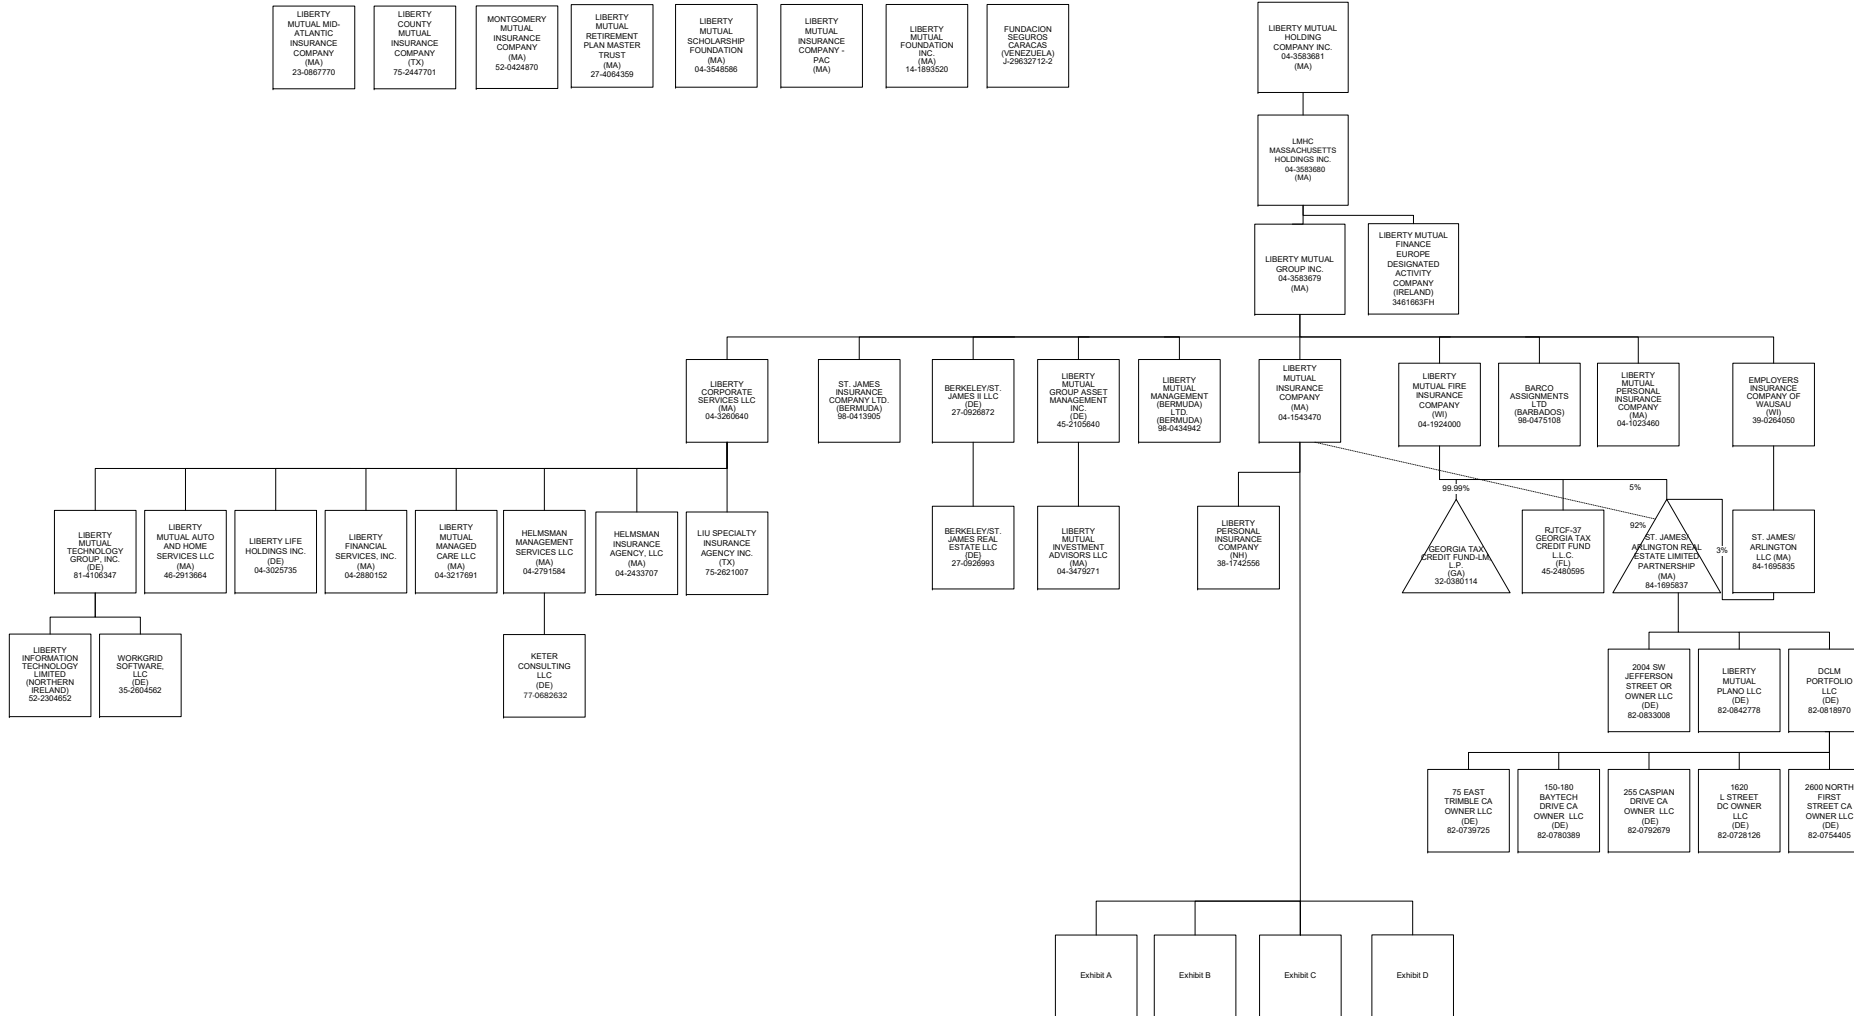 LIBERTY
MUTUAL MID-
ATLANTIC
INSURANCE
COMPANY
(MA)
23-0867770
LIBERTY
COUNTY
MUTUAL
INSURANCE
COMPANY
(TX)
75-2447701
MONTGOMERY
MUTUAL
INSURANCE
COMPANY
(MA)
52-0424870
LIBERTY
MUTUAL
RETIREMENT
PLAN MASTER
TRUST
(MA)
27-4064359
LIBERTY
MUTUAL
SCHOLARSHIP
FOUNDATION
(MA)
04-3548586
LIBERTY
MUTUAL
INSURANCE
COMPANY -
PAC
(MA)
LIBERTY
MUTUAL
FOUNDATION
INC.
(MA)
14-1893520
FUNDACION
SEGUROS
CARACAS
(VENEZUELA)
J-29632712-2
LIBERTY MUTUAL
HOLDING
COMPANY INC.
04-3583681
(MA)
LMHC
MASSACHUSETTS
HOLDINGS INC.
04-3583680
(MA)
LIBERTY MUTUAL
GROUP INC.
04-3583679
(MA)
LIBERTY MUTUAL
FINANCE
EUROPE
DESIGNATED
ACTIVITY
COMPANY
(IRELAND)
3461663FH
LIBERTY
CORPORATE
SERVICES LLC
(MA)
04-3260640
ST. JAMES
INSURANCE
COMPANY LTD.
(BERMUDA)
98-0413905
BERKELEY/ST.
JAMES II LLC
(DE)
27-0926872
LIBERTY
MUTUAL
GROUP ASSET
MANAGEMENT
INC.
(DE)
45-2105640
LIBERTY
MUTUAL
MANAGEMENT
(BERMUDA)
LTD.
(BERMUDA)
98-0434942
LIBERTY
MUTUAL
INSURANCE
COMPANY
(MA)
04-1543470
LIBERTY
MUTUAL FIRE
INSURANCE
COMPANY
(WI)
04-1924000
BARCO
ASSIGNMENTS
LTD
(BARBADOS)
98-0475108
LIBERTY
MUTUAL
PERSONAL
INSURANCE
COMPANY
(MA)
04-1023460
EMPLOYERS
INSURANCE
COMPANY OF
WAUSAU
(WI)
39-0264050
LIBERTY
MUTUAL
TECHNOLOGY
GROUP, INC.
(DE)
81-4106347
LIBERTY
MUTUAL AUTO
AND HOME
SERVICES LLC
(MA)
46-2913664
LIBERTY LIFE
HOLDINGS INC.
(DE)
04-3025735
LIBERTY
FINANCIAL
SERVICES, INC.
(MA)
04-2880152
LIBERTY
MUTUAL
MANAGED
CARE LLC
(MA)
04-3217691
HELMSMAN
MANAGEMENT
SERVICES LLC
(MA)
04-2791584
HELMSMAN
INSURANCE
AGENCY, LLC
(MA)
04-2433707
LIU SPECIALTY
INSURANCE
AGENCY INC.
(TX)
75-2621007
BERKELEY/ST.
JAMES REAL
ESTATE LLC
(DE)
27-0926993
LIBERTY
MUTUAL
INVESTMENT
ADVISORS LLC
(MA)
04-3479271
LIBERTY
PERSONAL
INSURANCE
COMPANY
(NH)
38-1742556
99.99%
GEORGIA TAX
CREDIT FUND-LM
L.P.
(GA)
32-0380114
RJTCF-37
GEORGIA TAX
CREDIT FUND
L.L.C.
(FL)
45-2480595
5%
92%
3%
ST. JAMES/
ARLINGTON REAL
ESTATE LIMITED
PARTNERSHIP
(MA)
84-1695837
ST. JAMES/
ARLINGTON
LLC (MA)
84-1695835
LIBERTY
INFORMATION
TECHNOLOGY
LIMITED
(NORTHERN
IRELAND)
52-2304652
WORKGRID
SOFTWARE,
LLC
(DE)
35-2604562
KETER
CONSULTING
LLC
(DE)
77-0682632
2004 SW
JEFFERSON
STREET OR
OWNER LLC
(DE)
82-0833008
LIBERTY
MUTUAL
PLANO LLC
(DE)
82-0842778
DCLM
PORTFOLIO
LLC
(DE)
82-0818970
75 EAST
TRIMBLE CA
OWNER LLC
(DE)
82-0739725
150-180
BAYTECH
DRIVE CA
OWNER LLC
(DE)
82-0780389
255 CASPIAN
DRIVE CA
OWNER LLC
(DE)
82-0792679
1620
L STREET
DC OWNER
LLC
(DE)
82-0728126
2600 NORTH
FIRST
STREET CA
OWNER LLC
(DE)
82-0754405
Exhibit A
Exhibit B
Exhibit C
Exhibit D